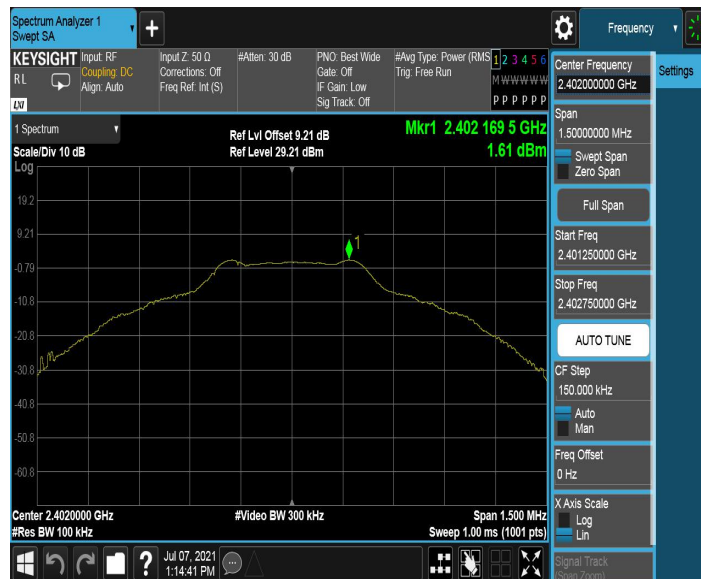 Spectrum Analyzer 1
Swept SA
+
Frequency
KEYSIGHT
RL
LXI
Input: RF
Coupling: DC
Align: Auto
Input Z: 50 Ω
Corrections: Off
Freq Ref: Int (S)
#Atten: 30 dB
PNO: Best Wide
Gate: Off
IF Gain: Low
Sig Track: Off
#Avg Type: Power (RMS
Trig: Free Run
1 2 3 4 5 6
M W W W W W
P P P P P P
1 Spectrum
Scale/Div 10 dB
Log
Ref Lvl Offset 9.21 dB
Ref Level 29.21 dBm
Mkr1 2.402 169 5 GHz
1.61 dBm
19.2
9.21
-0.79
-10.8
-20.8
-30.8
-40.8
-50.8
-60.8
1
Center 2.4020000 GHz
#Res BW 100 kHz
#Video BW 300 kHz
Span 1.500 MHz
Sweep 1.00 ms (1001 pts)
?
Jul 07, 2021
1:14:41 PM
Center Frequency
2.402000000 GHz
Span
1.50000000 MHz
Swept Span
Zero Span
Full Span
Start Freq
2.401250000 GHz
Stop Freq
2.402750000 GHz
AUTO TUNE
CF Step
150.000 kHz
Auto
Man
Freq Offset
0 Hz
X Axis Scale
Log
Lin
Signal Track
(Span Zoom)
Settings